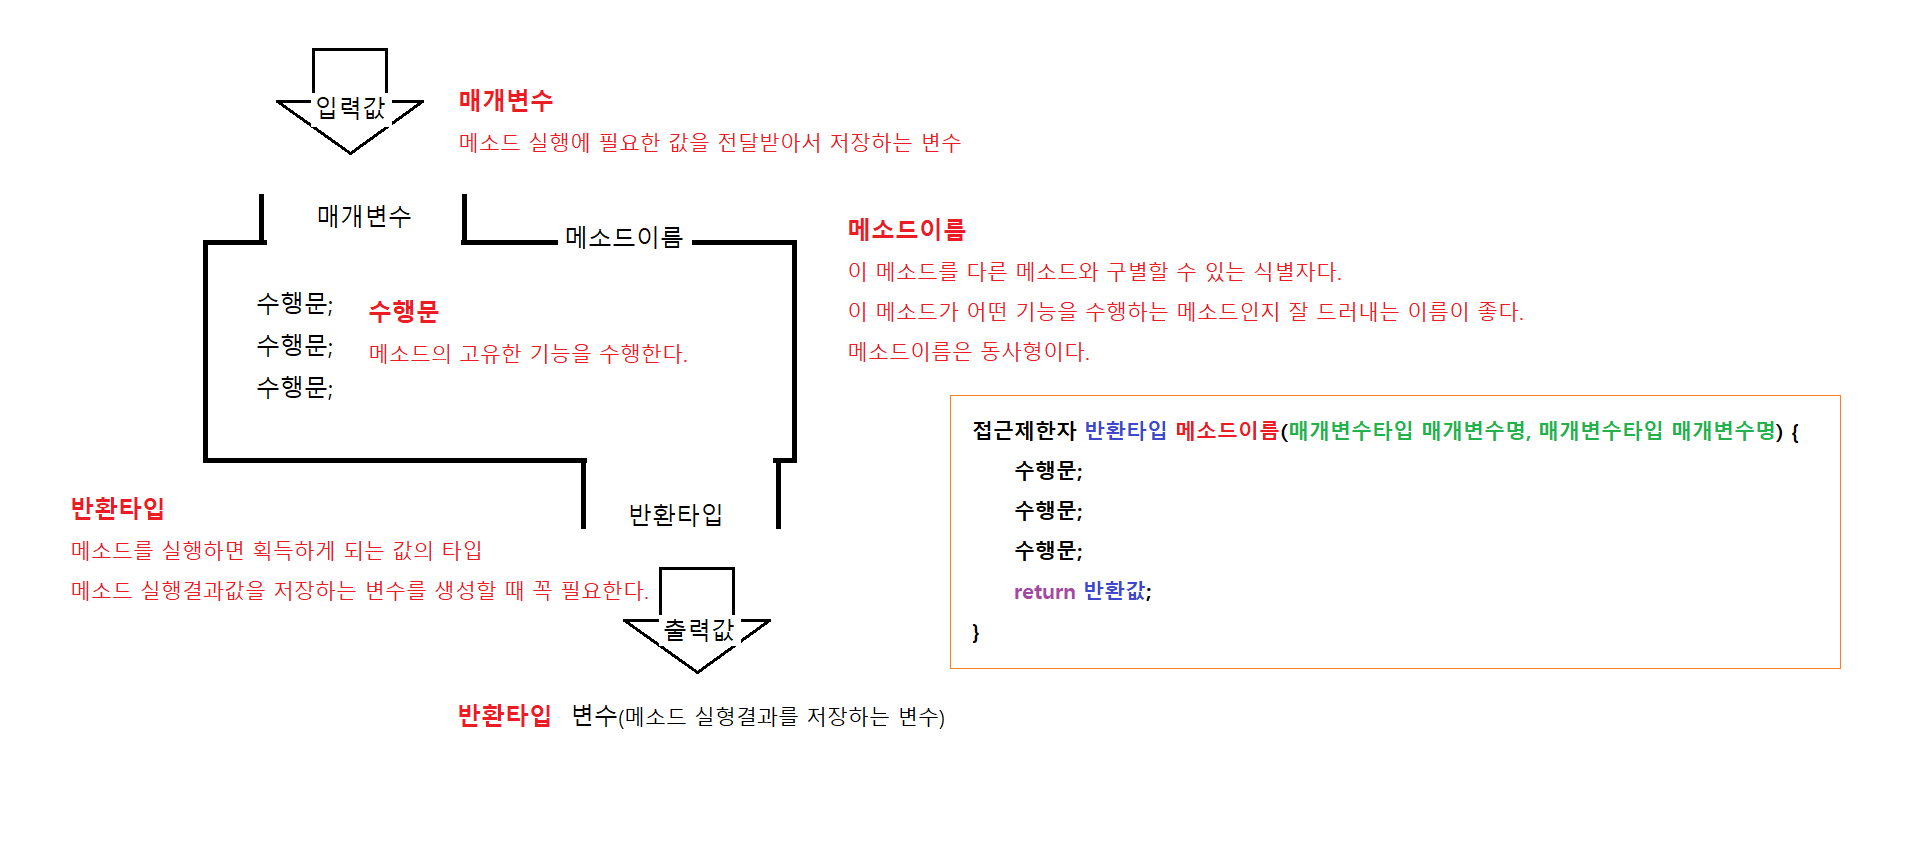 입력값
매개변수
메소드 실행에 필요한 값을 전달받아서 저장하는 변수
매개변수
메소드이름
메소드이름
이 메소드를 다른 메소드와 구별할 수 있는 식별자다.
이 메소드가 어떤 기능을 수행하는 메소드인지 잘 드러내는 이름이 좋다.
메소드이름은 동사형이다.
수행문;
수행문;
수행문;
수행문
메소드의 고유한 기능을 수행한다.
접근제한자 반환타입 메소드이름(매개변수타입 매개변수명, 매개변수타입 매개변수명) {
수행문;
수행문;
수행문;
return 반환값;
}
반환타입
메소드를 실행하면 획득하게 되는 값의 타입
메소드 실행결과값을 저장하는 변수를 생성할 때 꼭 필요한다.
반환타입
출력값
반환타입 변수(메소드 실형결과를 저장하는 변수)